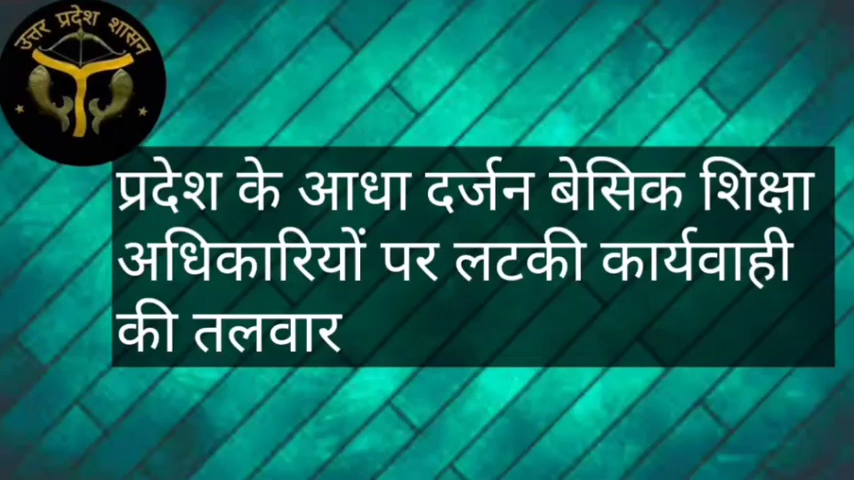 उत्तर प्रदेश शासन
प्रदेश के आधा दर्जन बेसिक शिक्षा
अधिकारियों पर लटकी कार्यवाही
की तलवार